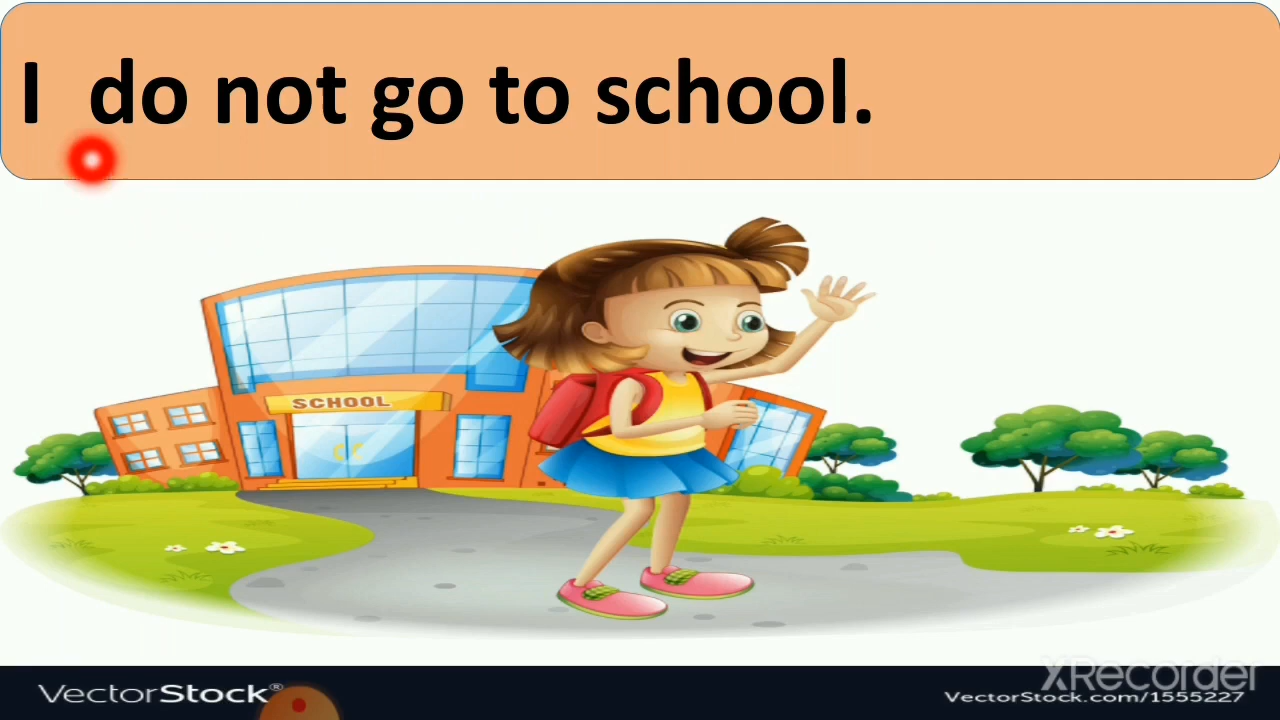 I do not go to school.
SCHOOL
VectorStock®
XRecorder
VectorStock.com/1555227